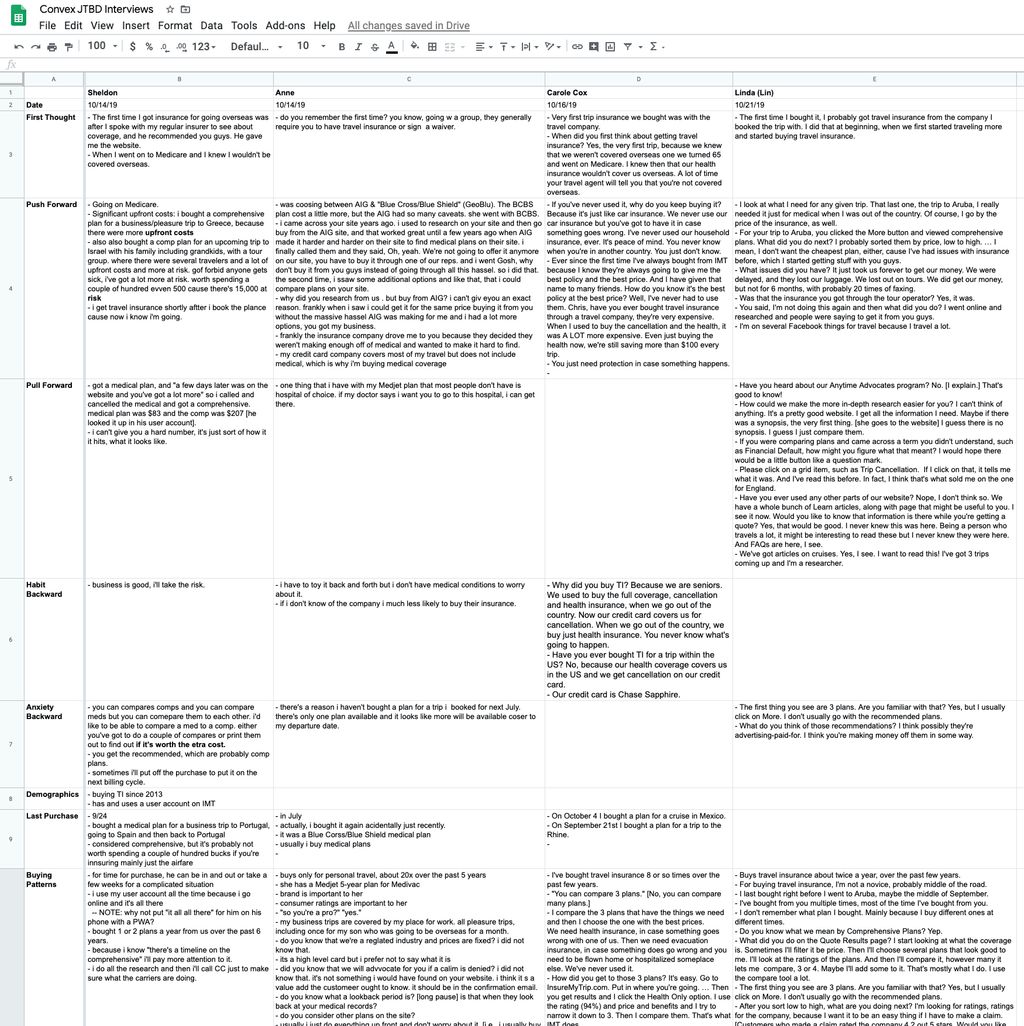 Convex JTBD Interviews
File Edit View Insert Format Data Tools Add-ons Help All changes saved in Drive
100 $ % .0 .00 123 Defaul... 10 B I S A
fx
A B C D E
1 Sheldon Anne Carole Cox Linda (Lin)
2 Date 10/14/19 10/14/19 10/16/19 10/21/19
3
First Thought
- The first time I got insurance for going overseas was
after I spoke with my regular insurer to see about
coverage, and he recommended you guys. He gave
me the website.
- When I went on to Medicare and I knew I wouldn't be
covered overseas.
- do you remember the first time? you know, going w a group, they generally
require you to have travel insurance or sign a waiver.
- Very first trip insurance we bought was with the
travel company.
- When did you first think about getting travel
insurance? Yes, the very first trip, because we knew
that we weren't covered overseas one we turned 65
and went on Medicare. I knew then that our health
insurance wouldn't cover us overseas. A lot of time
your travel agent will tell you that you're not covered
overseas.
- The first time I bought it, I probably got travel insurance from the company I
booked the trip with. I did that at beginning, when we first started traveling more
and started buying travel insurance.
4
Push Forward
- Going on Medicare.
- Significant upfront costs: i bought a comprehensive
plan for a business/pleasure trip to Greece, because
there were more upfront costs
- also also bought a comp plan for an upcoming trip to
Israel with his family including grandkids, with a tour
group. where there were several travelers and a lot of
upfront costs and more at risk. gof forbid anyone gets
sick, i've got a lot more at risk. worth spending a
couple of hundred evven 500 cause there's 15,000 at
risk
- i get travel insurance shortly after i book the plance
cause now i know I'm going.
- was coosing between AIG & "Blue Cross/Blue Shield" (GeoBlu). The BCBS
plan cost a little more, but the AIG had so many caveats. she went with BCBS.
- i came across your site years ago. i used to research on your site and then go
buy from the AIG site, and that worked great until a few years ago when AIG
made it harder and harder on their site to find medical plans on their site. i
finally called them and they said, Oh, yeah. We're not going to offer it anymore
on our site, you have to buy it through one of our reps. and i went Gosh, why
don't buy it from you guys instead of going through all this hassel. so i did that.
the second time, i ssaw some additional options and like that, that i could
compare plans on your site.
- why did you research from us . but buy from AIG? i can't give eyou an exact
reason. frankly when i saw i could get it for the same price buying it from you
without the massive hassel AIG was making for me and i had a lot more
options, you got my business.
- frankly the insurance company drove me to you because they decided they
weren't making enough off of medical and wanted to make it hard to find.
- my credit card company covers most of my travel but does not include
medical, which is why i'm buying medical coverage
- If you've never used it, why do you keep buying it?
Because it's just like car insurance. We never use our
car insurance but you've got to have it in case
something goes wrong. I've never used our household
insurance, ever. It's peace of mind. You never know
when you're in another country. You just don't know.
- Ever since the first time I've always bought from IMT
because I know they're always going to give me the
best policy and the best price. And I have given that
name to many friends. How do you know it's the best
policy at the best price? Well, I've never had to use
them. Chris, have you ever bought travel insurance
through a travel company, they're very expensive.
When I used to buy the cancellation and the health, it
was A LOT more expensive. Even just buying the
health now, we're still saving more than $100 every
trip.
- You just need protection in case something happens.
-
- I look at what I need for any given trip. That last one, the trip to Aruba, I really
needed it just for medical when I was out of the country. Of course, I go by the
price of the insurance, as well.
- For your trip to Aruba, you clicked the More button and viewed comprehensive
plans. What did you do next? I probably sorted by price, low to high. ... I
mean, I don't want the cheapest plan, either, cause I've had issues with insurance
before, which I started getting stuff with you guys.
- What issues did you have? It just took us forever to get our money. We were
delayed, and they lost our luggage. We lost out on tours. We did get our money,
but not for 6 months, with probably 20 times of faxing.
- Was that the insurance you got through the tour operator? Yes, it was.
- You said, I'm not doing this again and then what did you do? I went online and
researched and people were saying to get it from you guys.
- I'm on several Facebook things for travel because I travel a lot.
5
Pull Forward
- got a medical plan, and "a few days later was on the
website and you've got a lot more" so i called and
cancelled the medical and got a comprehensive.
medical plan was $83 and the comp was $207 [he
looked it up in his user account].
- i can't give you a hard number, it's just sort of how it
it hits, what it looks like.
- one thing that i have with my Medjet plan that most people don't have is
hospital of choice. if my doctor says i want you to go to this hospital, i can get
there.
- Have you heard about our Anytime Advocates program? No. [I explain.] That's
good to know!
- How could we make the more in-depth research easier for you? I can't think of
anything. It's a pretty good website. I get all the information I need. Maybe if there
was a synopsis, the very first thing. [she goes to the website] I guess there is no
synopsis. I guess I just compare them.
- If you were comparing plans and came across a term you didn't understand, such
as Financial Default, how might you figure what that meant? I would hope there
would be a little button like a question mark.
- Please click on a grid item, such as Trip Cancellation. If I click on that, it tells me
what it was. And I've read this before. In fact, I think that's what sold me on the one
for England.
- Have you ever used any other parts of our website? Nope, I don't think so. We
have a whole bunch of Learn articles, along with page that might be useful to you. I
see it now. Would you like to know that information is there while you're getting a
quote? Yes, that would be good. I never knew this was here. Being a person who
travels a lot, it might be interesting to read these but I never knew they were here.
And FAQs are here, I see.
- We've got articles on cruises. Yes, I see. I want to read this! I've got 3 trips
coming up and I'm a researcher.
6
Habit
Backward
- business is good, i'll take the risk.
- i have to toy it back and forth but i don't have medical conditions to worry
about it.
- if i don't know of the company i much less likely to buy their insurance.
- Why did you buy TI? Because we are seniors.
We used to buy the full coverage, cancellation
and health insurance, when we go out of the
country. Now our credit card covers us for
cancellation. When we go out of the country, we
buy just health insurance. You never know what's
going to happen.
- Have you ever bought TI for a trip within the
US? No, because our health coverage covers us
in the US and we get cancellation on our credit
card.
- Our credit card is Chase Sapphire.
7
Anxiety
Backward
- you can compares comps and you can compare
meds but you can comepare them to each other. i'd
like to be able to compare a med to a comp. either
you've got to do a couple of compares or print them
out to find out if it's worth the etra cost.
- you get the recommended, which are probably comp
plans.
- sometimes i'll put off the purchase to put it on the
next billing cycle.
- there's a reason i haven't bought a plan for a trip i booked for next July.
there's only one plan available and it looks like more will be available coser to
my departure date.
- The first thing you see are 3 plans. Are you familiar with that? Yes, but I usually
click on More. I don't usually go with the recommended plans.
- What do you think of those recommendations? I think possibly they're
advertising-paid-for. I think you're making money off them in some way.
8
Demographics
- buying TI since 2013
- has and uses a user account on IMT
9
Last Purchase
- 9/24
- bought a medical plan for a business trip to Portugal,
going to Spain and then back to Portugal
- considered comprehensive, but it's probably not
worth spending a couple of hundred bucks if you're
innsuring mainly just the airfare
- in July
- actually, i bought it again acidentally just recently.
- it was a Blue Corss/Blue Shield medical plan
- usually i buy medical plans
-
- On October 4 I bought a plan for a cruise in Mexico.
- On September 21st I bought a plan for a trip to the
Rhine.
-
Buying
Patterns
- for time for purchase, he can be in and out or take a
few weeks for a complicated situation
- i use my user account all the time because i go
online and it's all there
-- NOTE: why not put "it all all there" for him on his
phone with a PWA?
- bought 1 or 2 plans a year from us over the past 6
years.
- because i know "there's a timeline on the
comprehensive" i'll pay more attention to it.
- i do all the research and then i'll call CC just to make
sure what the carriers are doing.
- buys only for personal travel, about 20x over the past 5 years
- she has a Medjet 5-year plan for Medivac
- brand is important to her
- consumer ratings are important to her
- "so you're a pro?" "yes."
- my business trips are covered by my place of work. all pleasure trips,
including once for my son who was going to be overseas for a month.
- do you know that we're a reglated industry and prices are fixed? i did not
know that.
- its a high level card but i prefer not to say what it is
- did you know that we will advocate for you if a calim is denied? i did not
know that. it's not something i would have found on your website. i think it is a
value add the custumeer ought to know. it should be in the confirmation email.
- do you know what a lookback period is? [long pause] is that when they look
back at your medical records?
- do you consider other plans on the site?
- usually i just do everything up front and don't worry about it. [i.e., i usually buy
- I've bought travel insurance 8 or so times over the
past few years.
- "You can compare 3 plans." [No, you can compare
many plans.]
- I compare the 3 plans that have the things we need
and then I choose the one with the best prices.
We need health insurance, in case something goes
wrong with one of us. Then we need evacuation
insurance, in case something does go wrong and you
need to be flown home or hospitalized someplace
else. We've never used it.
- How did you get to those 3 plans? It's easy. Go to
InsureMyTrip.com. Put in where you're going. ... Then
you get results and I click the Health Only option. I use
the rating (94%) and price and benefits and I try to
narrow it down to 3. Then I compare them. That's what
IMT does.
- Buys travel insurance about twice a year, over the past few years.
- For buying travel insurance, I'm not a novice, probably middle of the road.
- I last bought right before I went to Aruba, maybe the middle of September.
- I've bought from you multiple times, most of the time I've bought from you.
- I don't remember what plan I bought. Mainly because I buy different ones at
different times.
- Do you know what we mean by Comprehensive Plans? Yep.
- What did you do on the Quote Results page? I start looking at what the coverage
is. Sometimes I'll filter it be price. Then I'll choose several plans that look good to
me. I'll look at the ratings of the plans. And then I'll compare it, however many it
lets me compare, 3 or 4. Maybe I'll add some to it. That's mostly what I do. I use
the compare tool a lot.
- The first thing you see are 3 plans. Are you familiar with that? Yes, but I usually
click on More. I don't usually go with the recommended plans.
- After you sort low to high, what are you doing next? I'm looking for ratings, ratings
for the company, because I want it to be an easy thing if I have to make a claim.